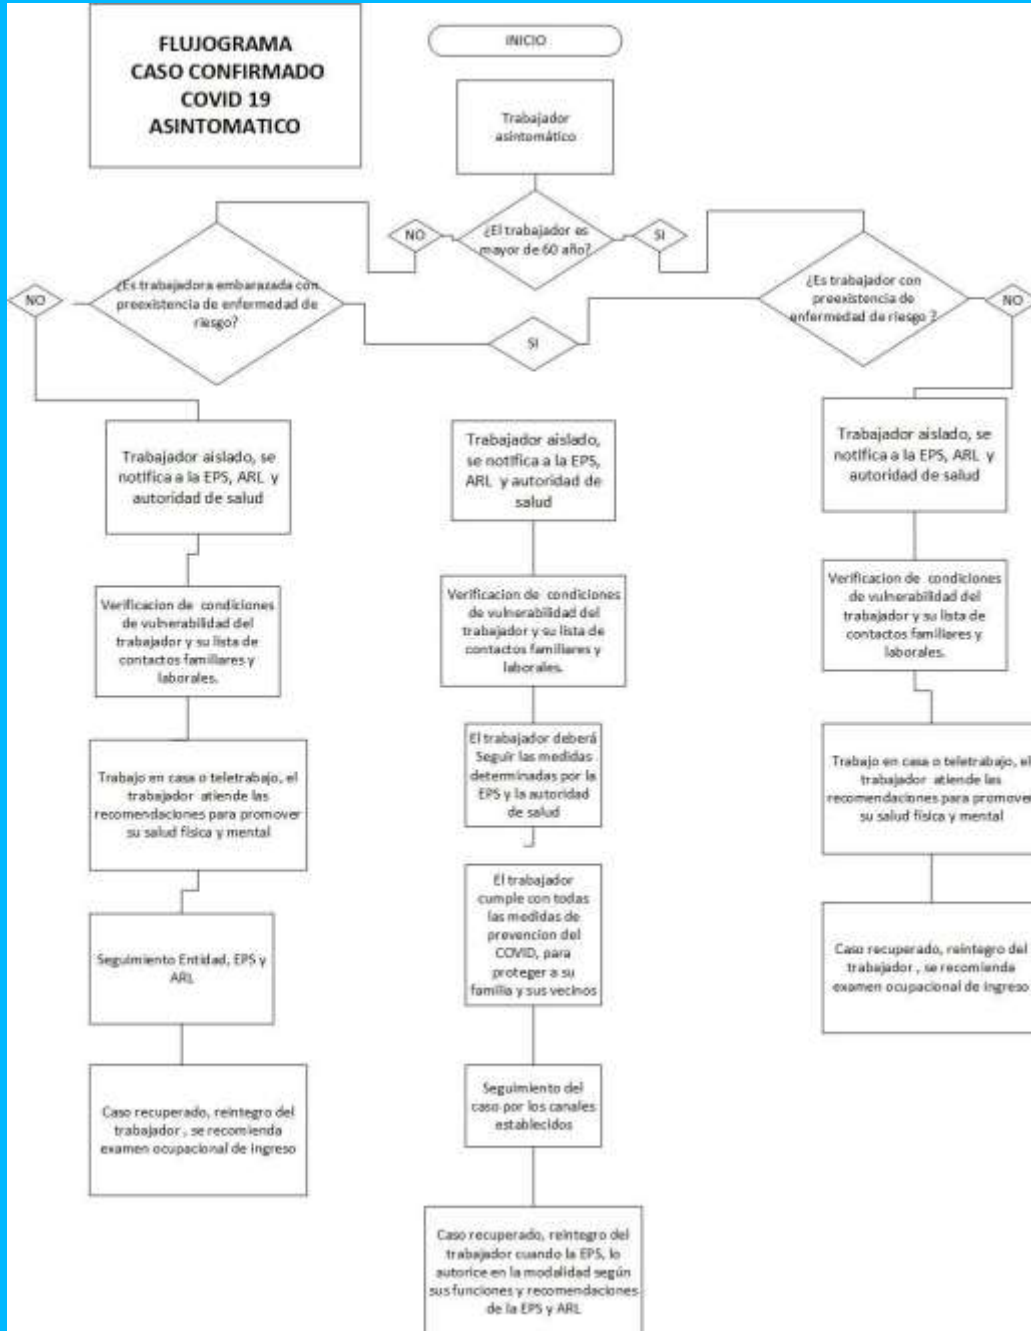 FLUJOGRAMA
CASO CONFIRMADO
COVID 19
ASINTOMATICO
INICIO
Trabajador
asintomático
¿El trabajador es
mayor de 60 año?
NO
SI
¿Es trabajadora embarazada con
preexistencia de enfermedad de
riesgo?
NO
SI
¿Es trabajador con
preexistencia de
enfermedad de riesgo ?
NO
Trabajador aislado, se
notifica a la EPS, ARL y
autoridad de salud
Verificacion de condiciones
de vulnerabilidad del
trabajador y su lista de
contactos familiares y
laborales.
Trabajo en casa o teletrabajo, el
trabajador atiende las
recomendaciones para promover
su salud física y mental
Seguimiento Entidad, EPS y
ARL
Caso recuperado, reintegro del
trabajador , se recomienda
examen ocupacional de ingreso
Trabajador aislado,
se notifica a la EPS,
ARL y autoridad de
salud
Verificacion de condiciones
de vulnerabilidad del
trabajador y su lista de
contactos familiares y
laborales.
El trabajador deberá
Seguir las medidas
determinadas por la
EPS y la autoridad
de salud
El trabajador
cumple con todas
las medidas de
prevencion del
COVID, para
proteger a su
familia y sus vecinos
Seguimiento del
caso por los canales
establecidos
Caso recuperado, reintegro del
trabajador cuando la EPS, lo
autorice en la modalidad según
sus funciones y recomendaciones
de la EPS y ARL
Trabajador aislado, se
notifica a la EPS, ARL y
autoridad de salud
Verificacion de condiciones
de vulnerabilidad del
trabajador y su lista de
contactos familiares y
laborales.
Trabajo en casa o teletrabajo, el
trabajador atiende las
recomendaciones para promover
su salud física y mental
Caso recuperado, reintegro del
trabajador , se recomienda
examen ocupacional de ingreso